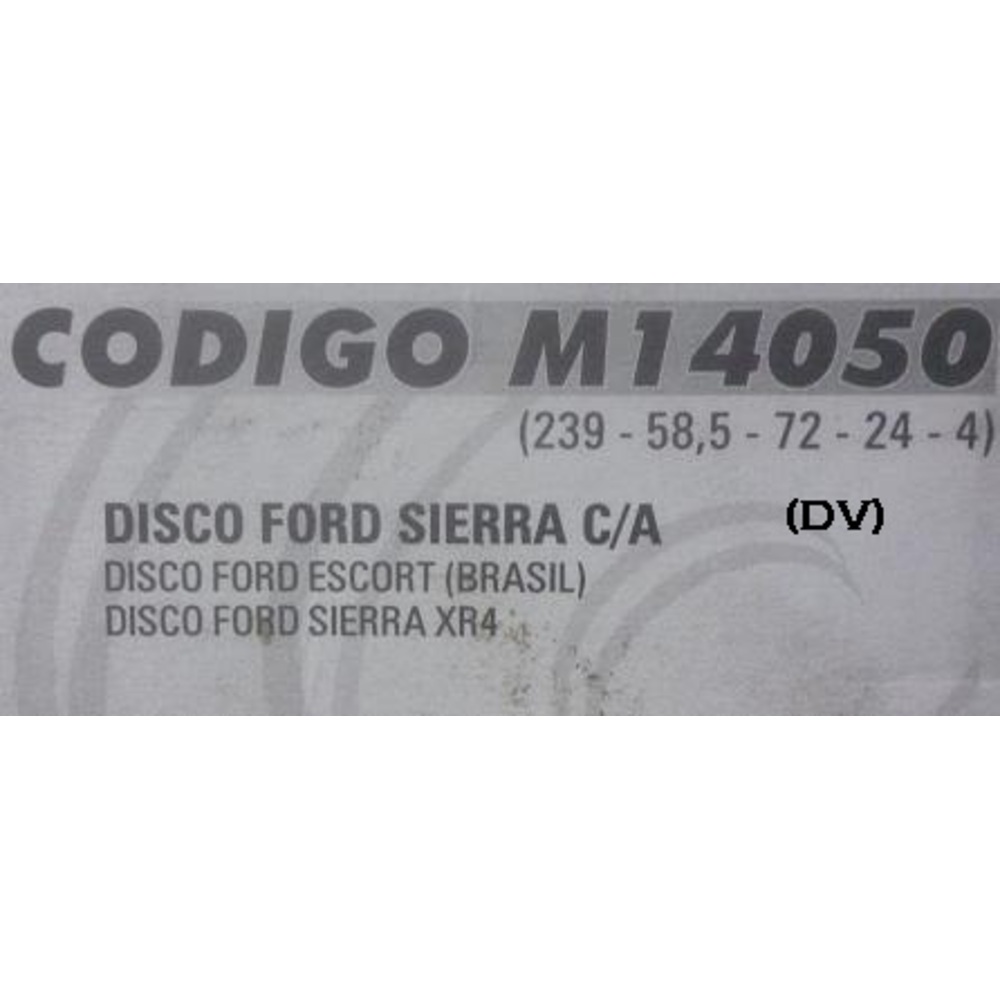 CODIGO M14050
(239 - 58,5 - 72 - 24 - 4)
DISCO FORD SIERRA C/A (DV)
DISCO FORD ESCORT (BRASIL)
DISCO FORD SIERRA XR4